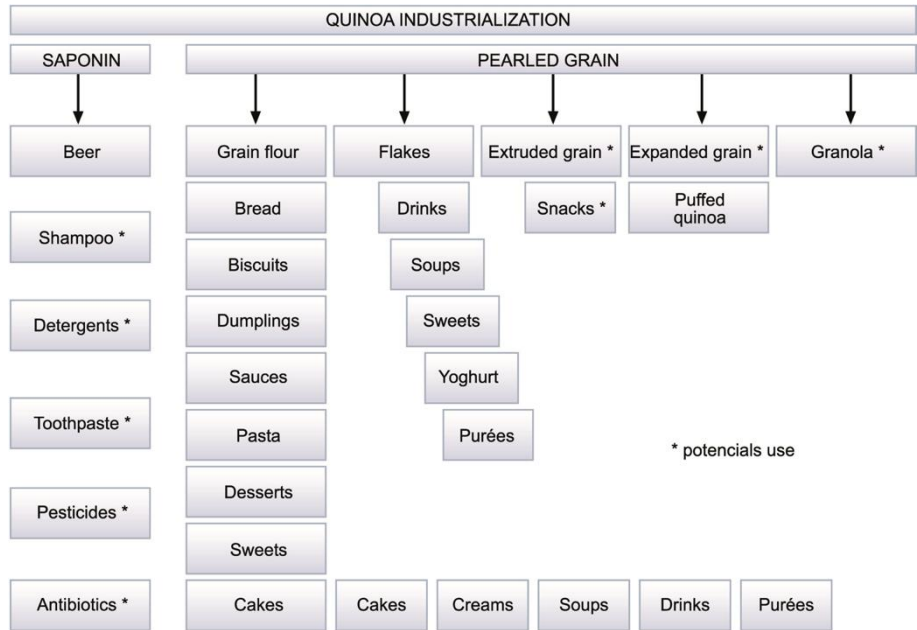 QUINOA INDUSTRIALIZATION
SAPONIN
PEARLED GRAIN
Beer
Grain flour
Flakes
Extruded grain *
Expanded grain *
Granola *
Bread
Drinks
Snacks *
Puffed
quinoa
Shampoo *
Biscuits
Soups
Detergents *
Dumplings
Sweets
Sauces
Yoghurt
Toothpaste *
Pasta
Purées
* potencials use
Desserts
Pesticides *
Sweets
Antibiotics *
Cakes
Cakes
Creams
Soups
Drinks
Purées